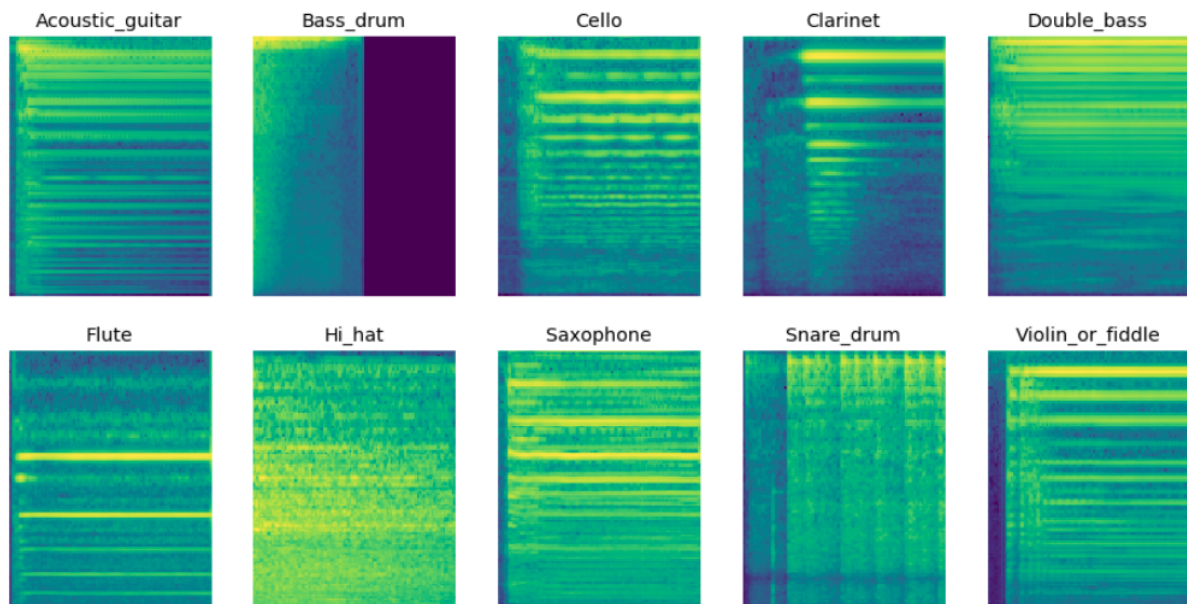 Acoustic_guitar Bass_drum Cello Clarinet Double_bass
Flute Hi_hat Saxophone Snare_drum Violin_or_fiddle